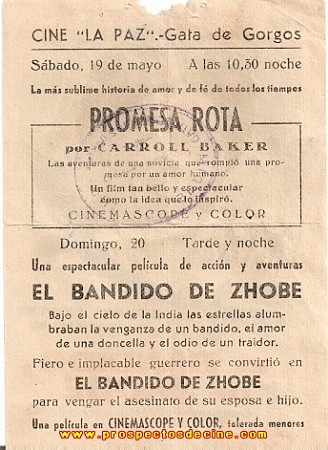 CINE "LA PAZ".-Gata de Gorgos
Sábado, 19 de mayo A las 10,30 noche
La más sublime historia de amor y de fé de todos los tiempos
PROMESA ROTA
por CARROLL BAKER
Las aventuras de una novicia que rompió una pro-
mesa por un amor humano.
Un film tan bello y espectacular
como la idea que lo inspiró.
CINEMASCOPE y COLOR
Domingo, 20 Tarde y noche
Una espectacular película de acción y aventuras
EL BANDIDO DE ZHOBE
Bajo el cielo de la India las estrellas alum-
braban la venganza de un bandido, el amor
de una doncella y el odio de un traidor.
Fiero e implacable guerrero se convirtió en
EL BANDIDO DE ZHOBE
para vengar el asesinato de su esposa e hijo.
Una película en CINEMASCOPE Y COLOR, tolerada menores
www.prospectosdecine.com